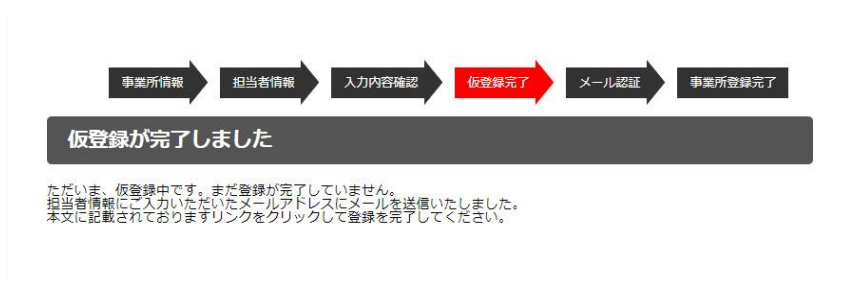 事業所情報
担当者情報
入力内容確認
仮登録完了
メール認証
事業所登録完了
仮登録が完了しました
ただいま、仮登録中です。まだ登録が完了していません。
担当者情報にご入力いただいたメールアドレスにメールを送信いたしました。
本文に記載されておりますリンクをクリックして登録を完了してください。